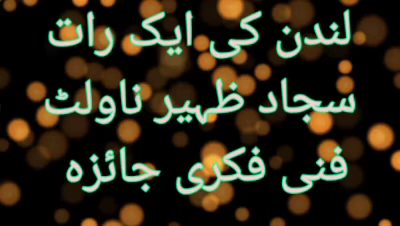 لندن کی ایک رات
سجاد ظہیر ناولٹ
فنی فکری جائزہ